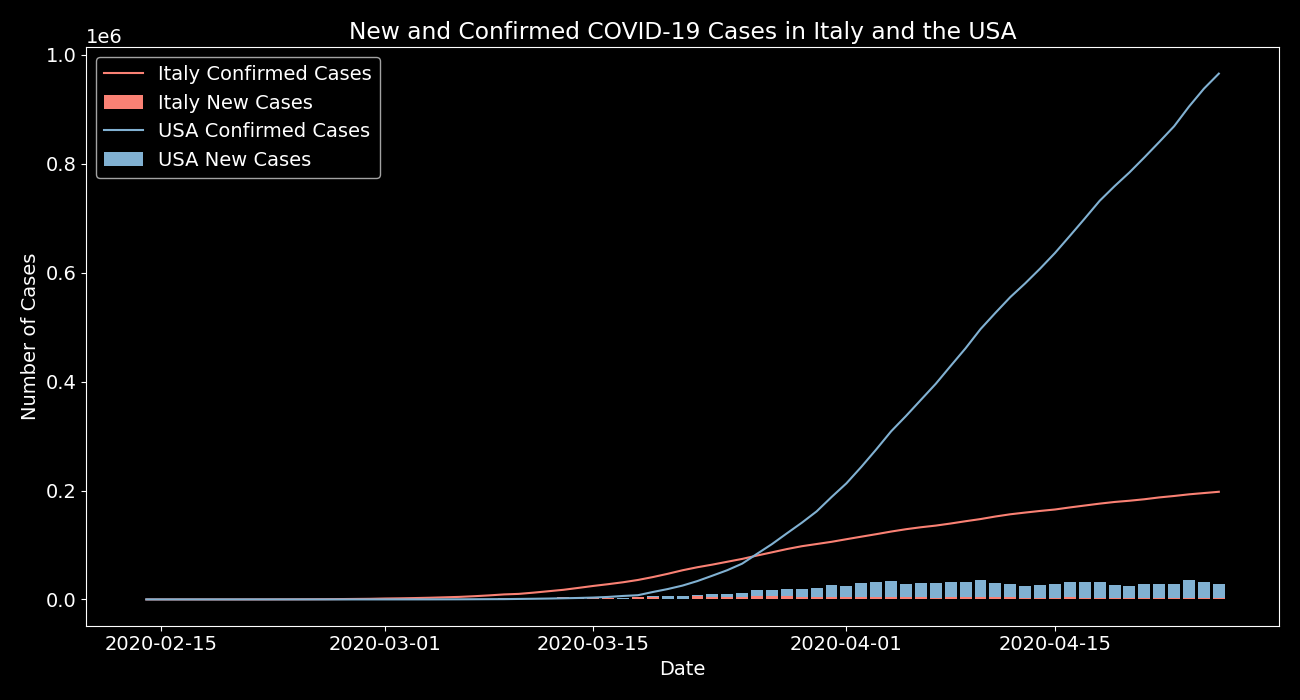 New and Confirmed COVID-19 Cases in Italy and the USA
1e6
1.0
0.8
0.6
0.4
0.2
0.0
Number of Cases
Italy Confirmed Cases
Italy New Cases
USA Confirmed Cases
USA New Cases
2020-02-15 2020-03-01 2020-03-15 2020-04-01 2020-04-15
Date